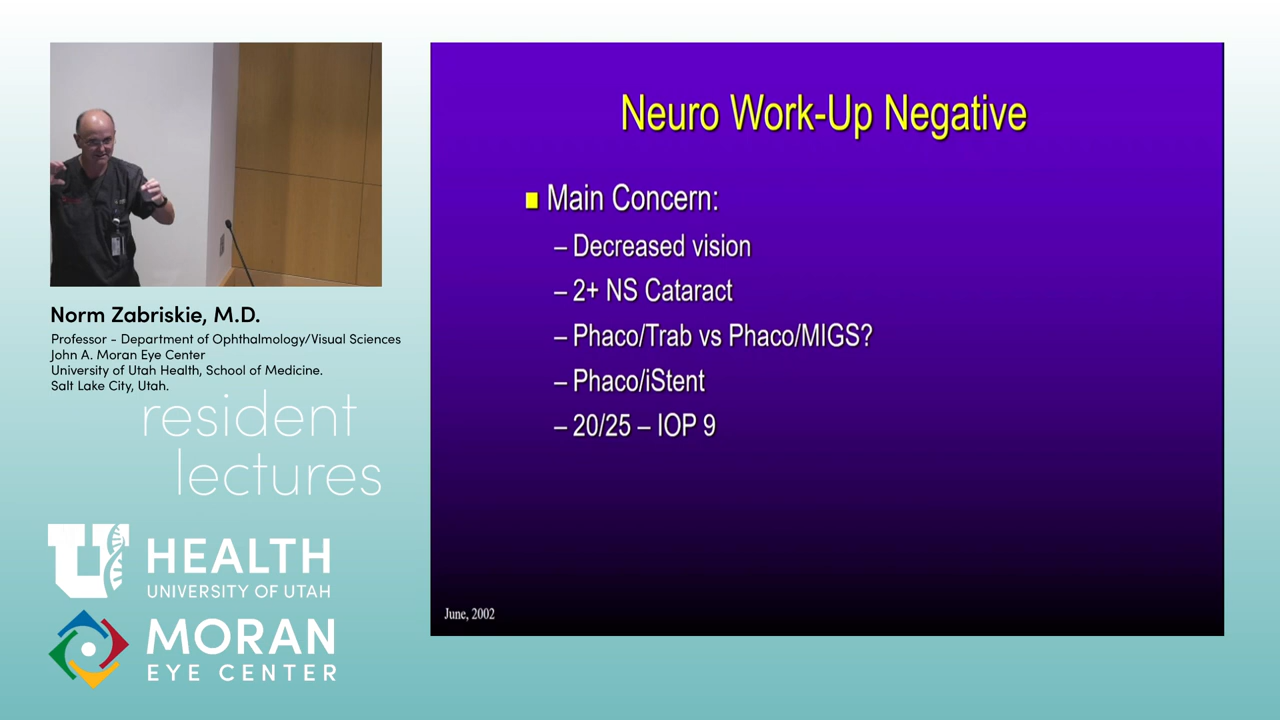 Norm Zabriskie, M.D.
Professor - Department of Ophthalmology/Visual Sciences
John A. Moran Eye Center
University of Utah Health, School of Medicine.
Salt Lake City, Utah.
resident
lectures
U HEALTH
UNIVERSITY OF UTAH
MORAN
EYE CENTER
Neuro Work-Up Negative
Main Concern:
– Decreased vision
– 2+ NS Cataract
– Phaco/Trab vs Phaco/MIGS?
– Phaco/iStent
– 20/25 – IOP 9
June, 2002